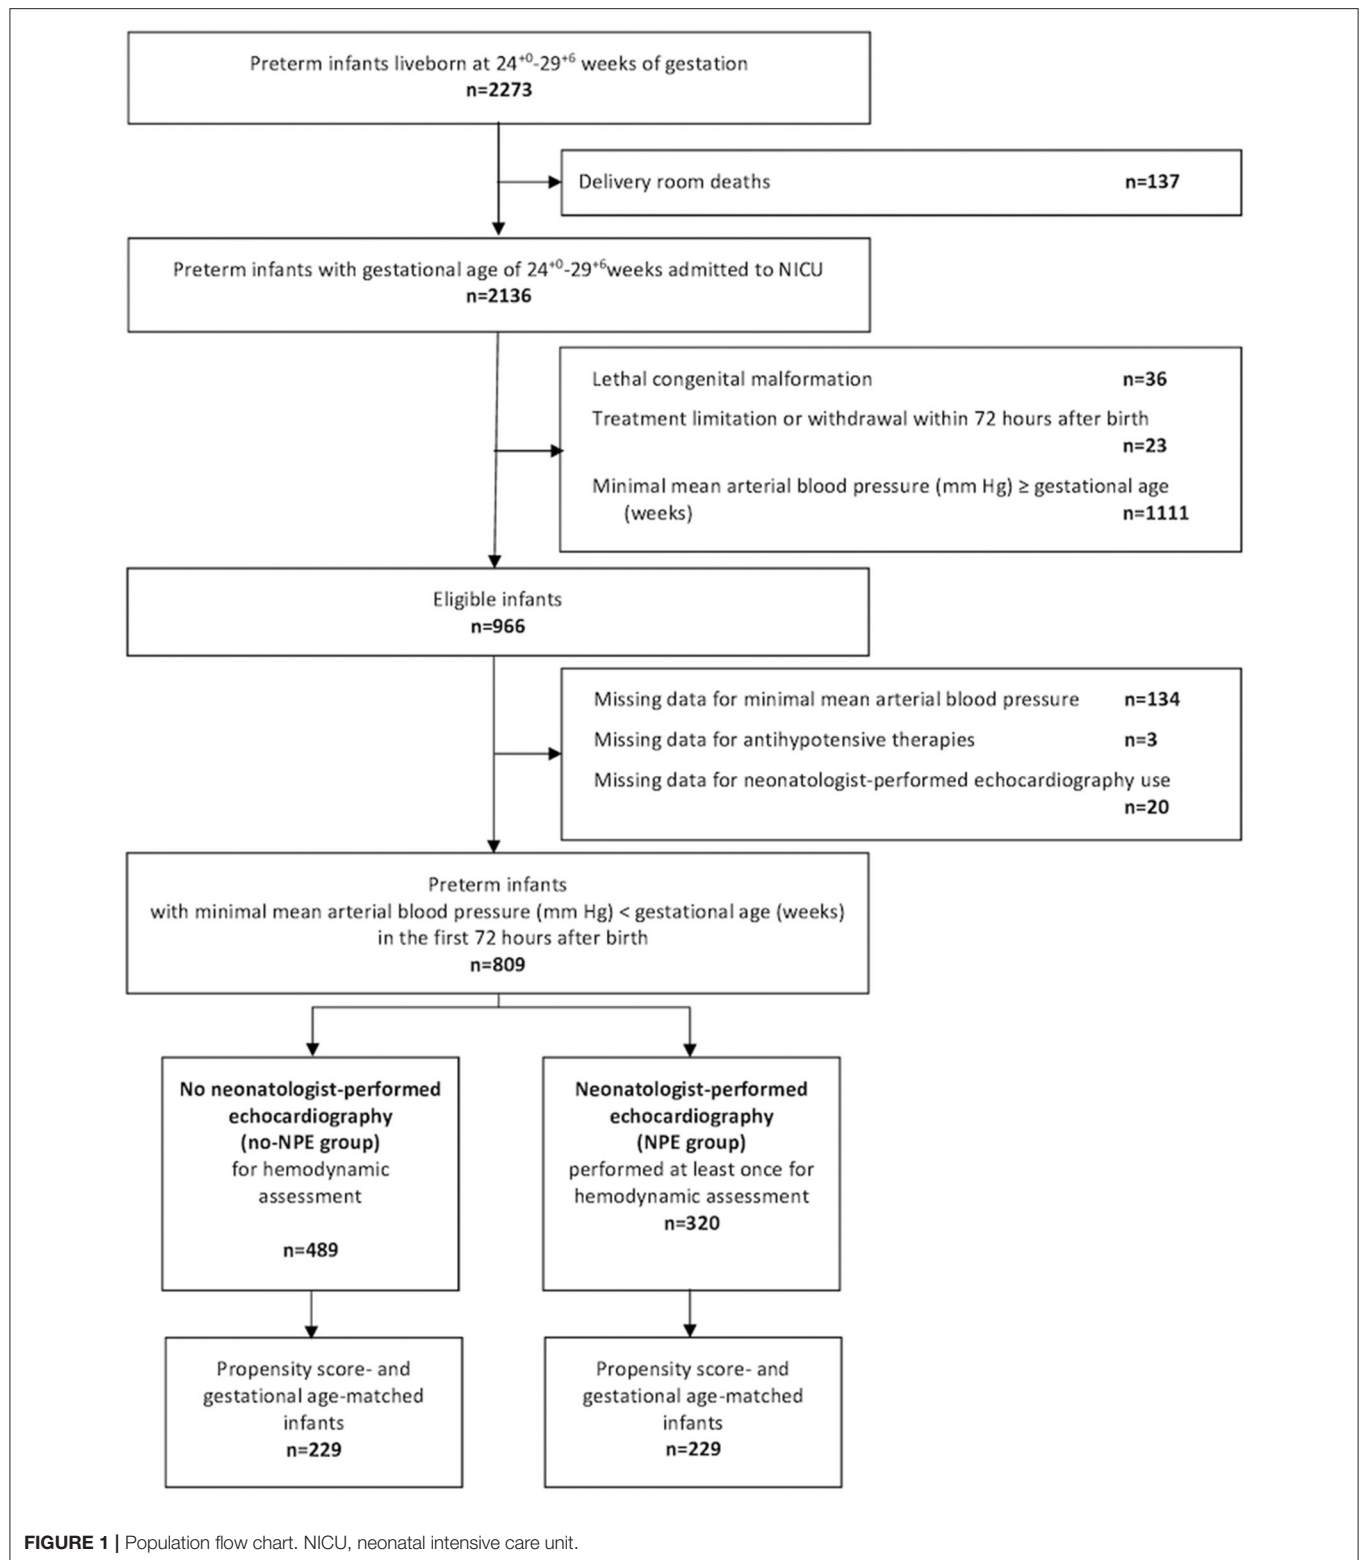 Preterm infants liveborn at 24⁺⁰-29⁺⁶ weeks of gestation
n=2273
Delivery room deaths n=137
Preterm infants with gestational age of 24⁺⁰-29⁺⁶weeks admitted to NICU
n=2136
Lethal congenital malformation n=36
Treatment limitation or withdrawal within 72 hours after birth
n=23
Minimal mean arterial blood pressure (mm Hg) ≥ gestational age
(weeks) n=1111
Eligible infants
n=966
Missing data for minimal mean arterial blood pressure n=134
Missing data for antihypotensive therapies n=3
Missing data for neonatologist-performed echocardiography use
n=20
Preterm infants
with minimal mean arterial blood pressure (mm Hg) < gestational age (weeks)
in the first 72 hours after birth
n=809
No neonatologist-performed
echocardiography
(no-NPE group)
for hemodynamic
assessment
n=489
Neonatologist-performed
echocardiography
(NPE group)
performed at least once for
hemodynamic assessment
n=320
Propensity score- and
gestational age-matched
infants
n=229
Propensity score- and
gestational age-matched
infants
n=229
FIGURE 1 | Population flow chart. NICU, neonatal intensive care unit.